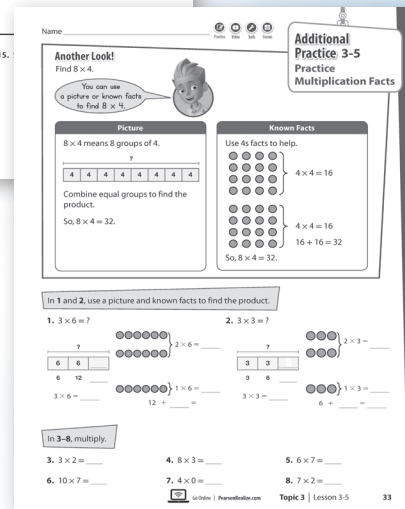 15.
Name
Practice Video Tools Games
Additional
Practice 3-5
Practice
Multiplication Facts
Another Look!
Find 8 × 4.
You can use
a picture or known facts
to find 8 × 4.
Picture
8 × 4 means 8 groups of 4.
?
4 4 4 4 4 4 4 4
Combine equal groups to find the
product.
So, 8 × 4 = 32.
Known Facts
Use 4s facts to help.
4 × 4 = 16
4 × 4 = 16
16 + 16 = 32
So, 8 × 4 = 32.
In 1 and 2, use a picture and known facts to find the product.
1. 3 × 6 = ?
?
6 6
6 12 ____
3 × 6 = ____
2 × 6 = ____
1 × 6 = ____
12 + ____ =
2. 3 × 3 = ?
?
3 3
3 6 ____
3 × 3 = ____
2 × 3 = ____
1 × 3 = ____
6 + ____ = ____
In 3–8, multiply.
3. 3 × 2 = ____ 4. 8 × 3 = ____ 5. 6 × 7 = ____
6. 10 × 7 = ____ 7. 4 × 0 = ____ 8. 7 × 2 = ____
Go Online | PearsonRealize.com Topic 3 | Lesson 3-5 33